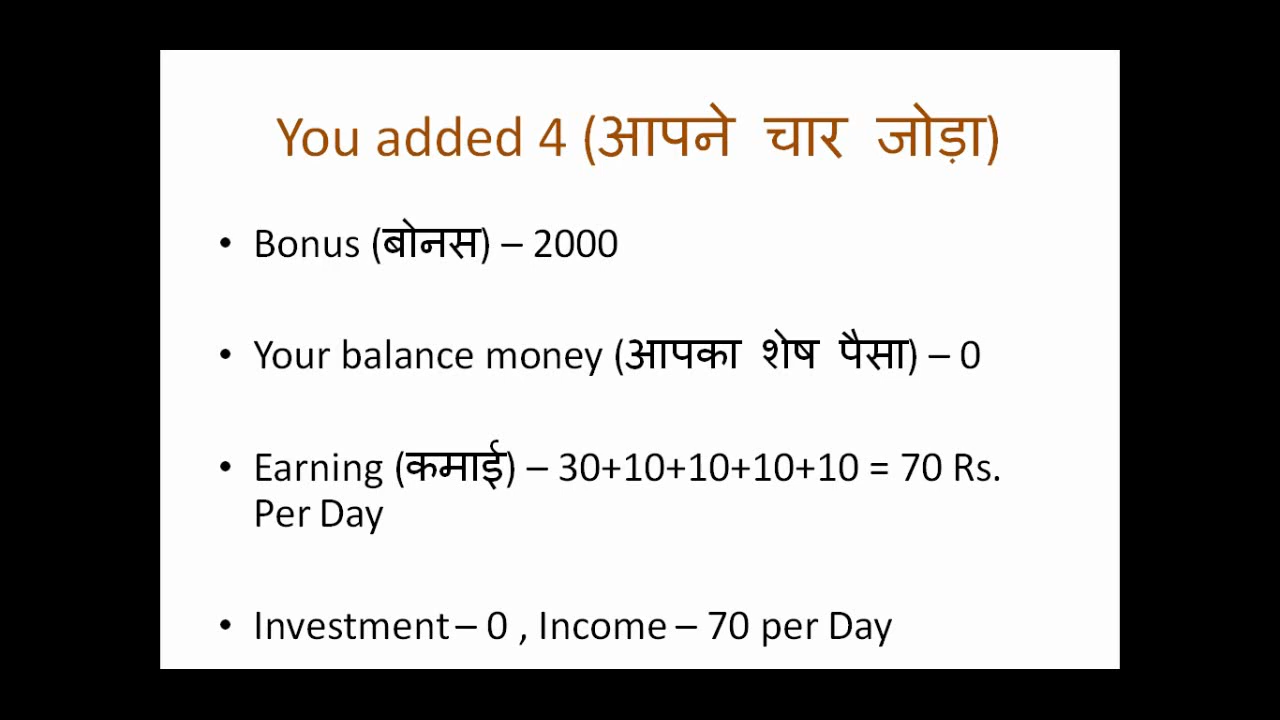 You added 4 (आपने चार जोड़ा)
• Bonus (बोनस) – 2000
• Your balance money (आपका शेष पैसा) – 0
• Earning (कमाई) – 30+10+10+10+10 = 70 Rs.
Per Day
• Investment – 0 , Income – 70 per Day